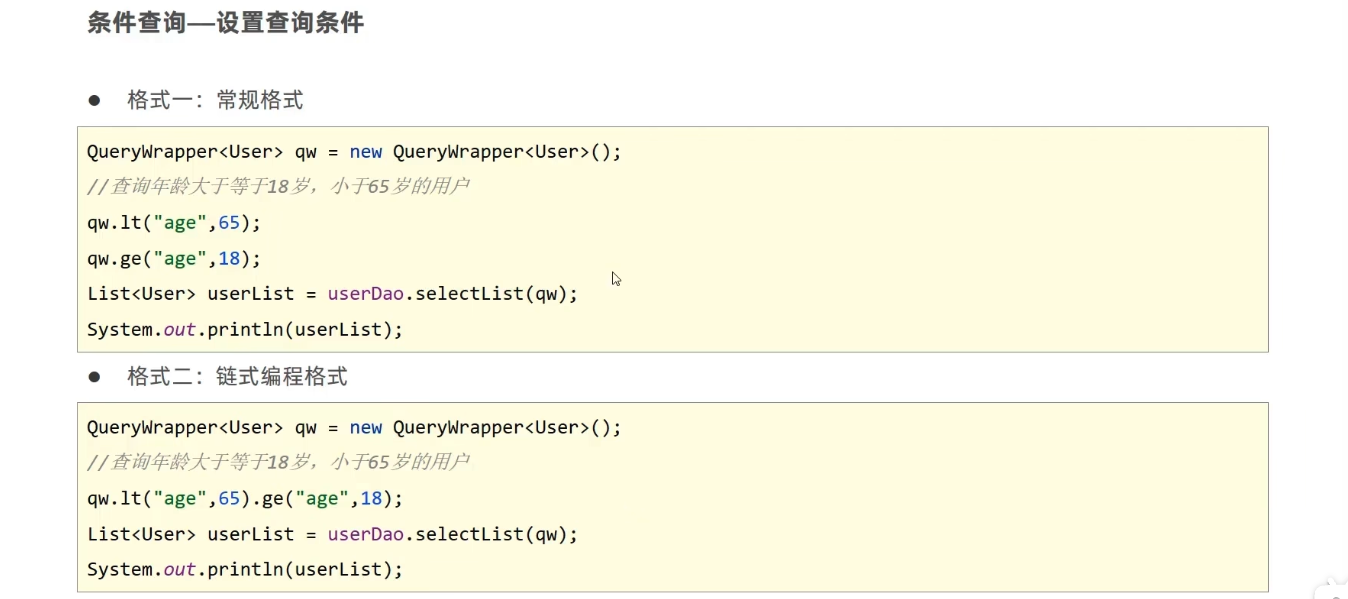 条件查询——设置查询条件
● 格式一：常规格式
QueryWrapper<User> qw = new QueryWrapper<User>();
//查询年龄大于等于18岁，小于65岁的用户
qw.lt("age",65);
qw.ge("age",18);
List<User> userList = userDao.selectList(qw);
System.out.println(userList);
● 格式二：链式编程格式
QueryWrapper<User> qw = new QueryWrapper<User>();
//查询年龄大于等于18岁，小于65岁的用户
qw.lt("age",65).ge("age",18);
List<User> userList = userDao.selectList(qw);
System.out.println(userList);